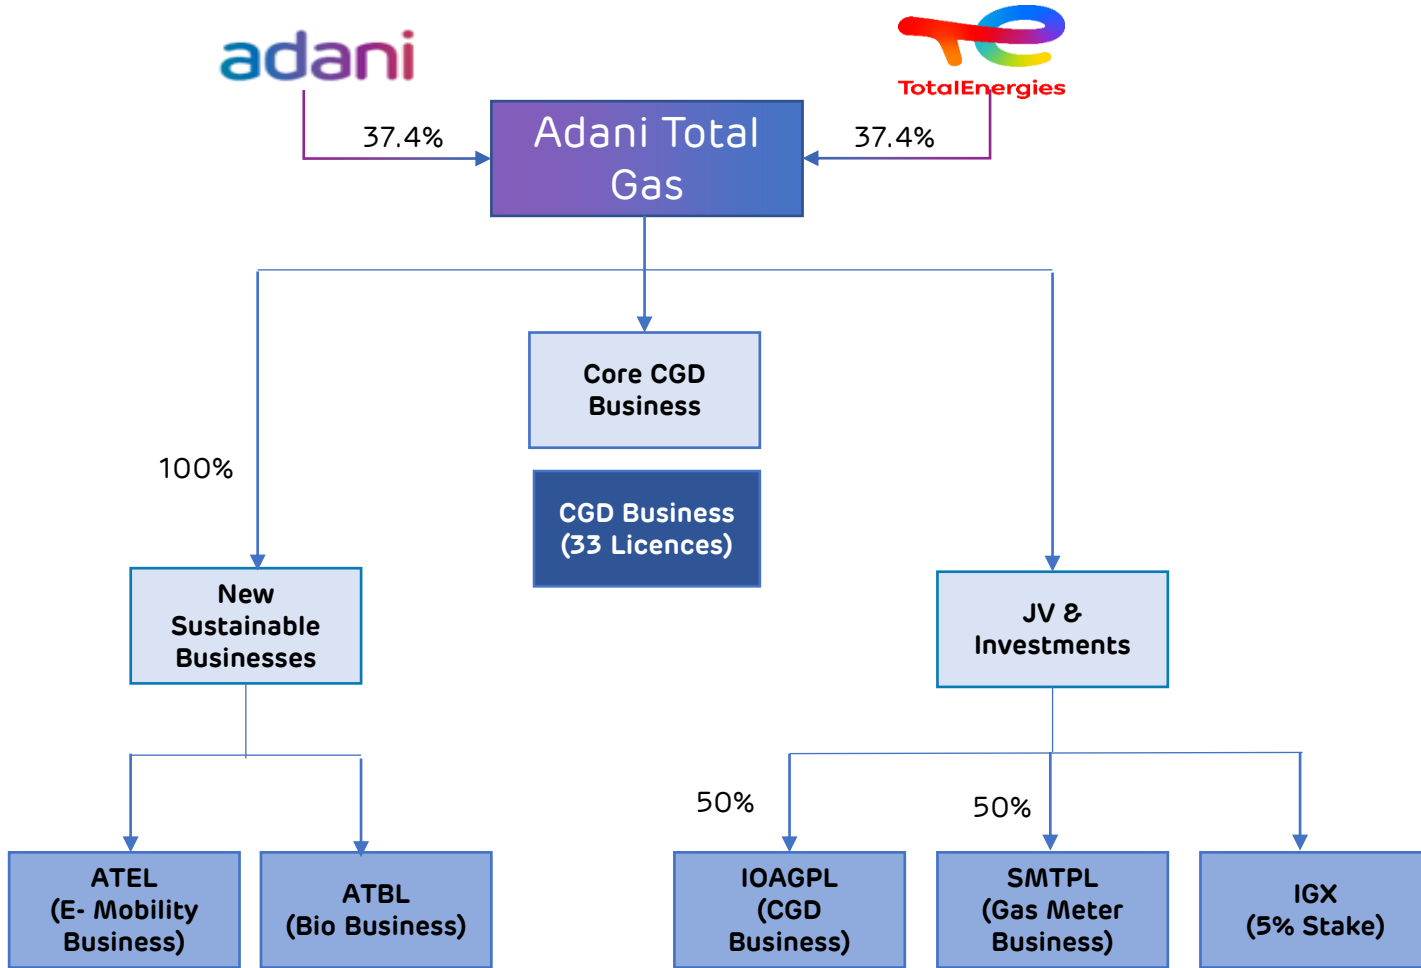 adani
TotalEnergies
37.4%
Adani Total
Gas
37.4%
Core CGD
Business
100%
CGD Business
(33 Licences)
New
Sustainable
Businesses
JV &
Investments
50%
50%
ATEL
(E- Mobility
Business)
ATBL
(Bio Business)
IOAGPL
(CGD
Business)
SMTPL
(Gas Meter
Business)
IGX
(5% Stake)